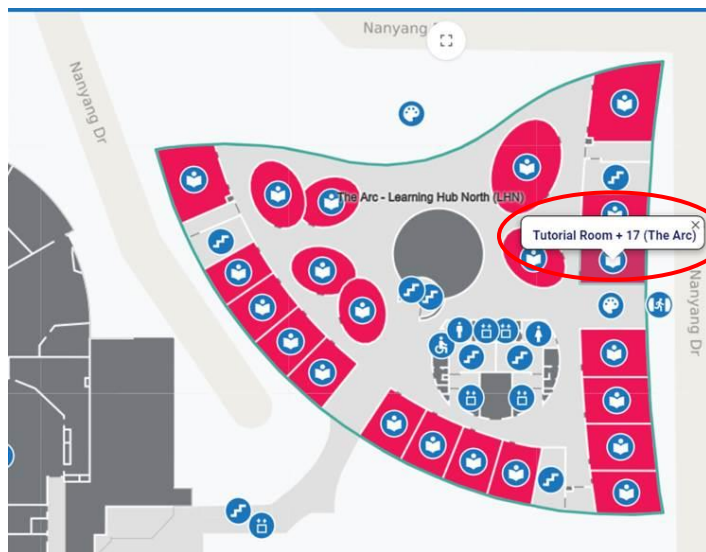 Nanyang
Nanyang Dr
The Arc - Learning Hub North (LHN)
Tutorial Room + 17 (The Arc)
Nanyang Dr